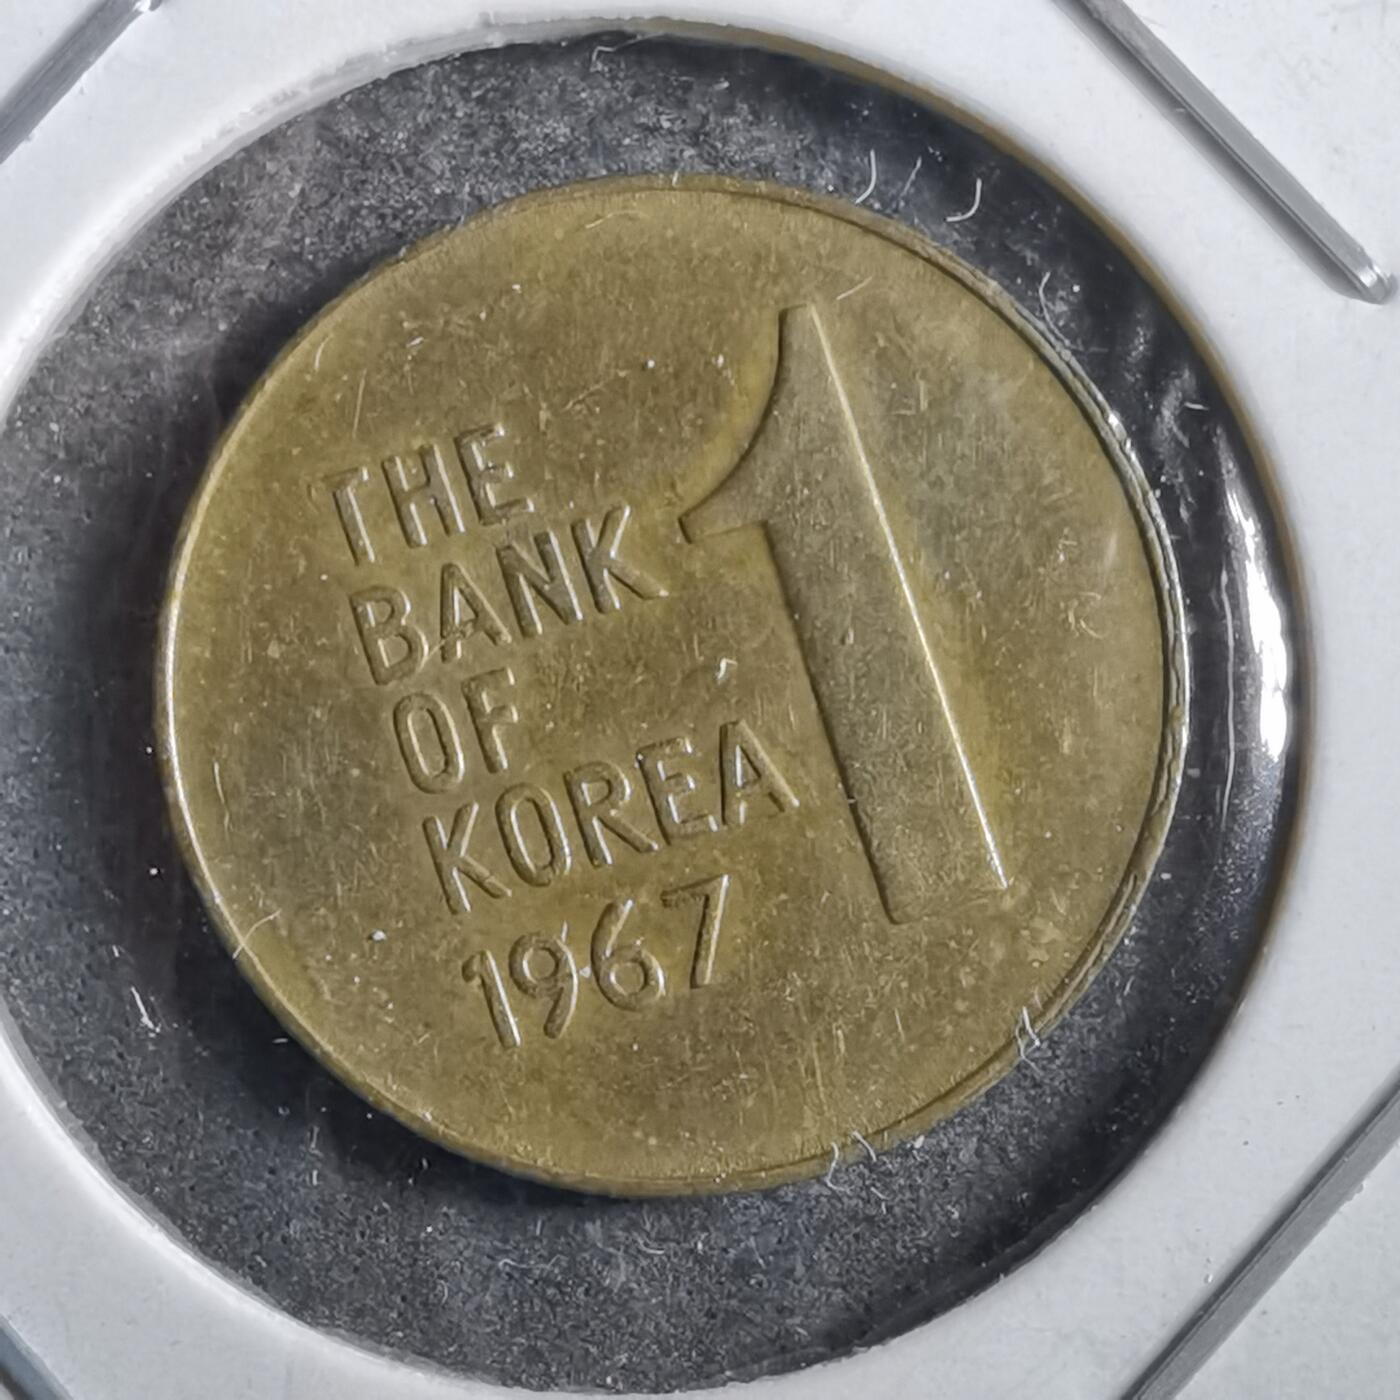 THE
BANK
OF
KOREA
1967
1